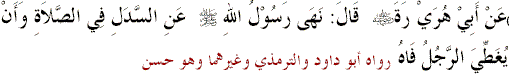 عَنْ أَبِيْ هُرَيْ رَةَ ﷺ قَالَ: نَهَى رَسُوْلُ اللهِ ﷺ عَنِ السَّدَلِ فِي الصَّلَاةِ وَأَنْ
يُغَطِّيَ الرَّجُلُ فَاهُ رواه أبو داود والترمذي وغيرهما وهو حسن